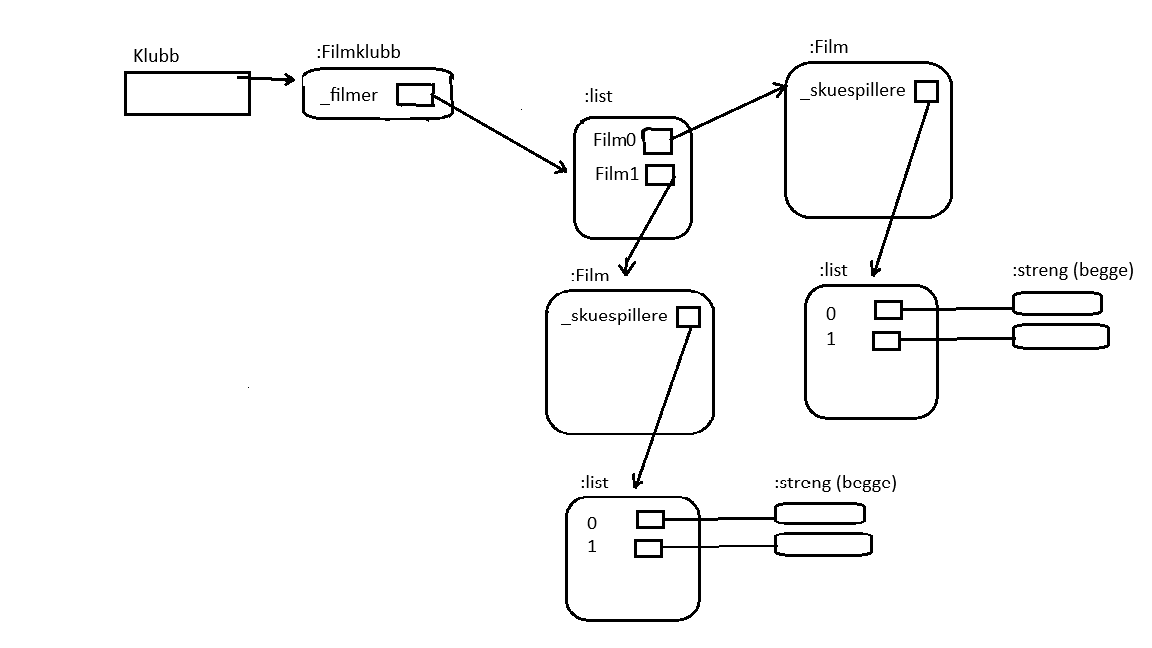 Klubb
:Filmklubb
_filmer
:list
Film0
Film1
:Film
_skuespillere
:list
0
1
:streng (begge)
:Film
_skuespillere
:list
0
1
:streng (begge)